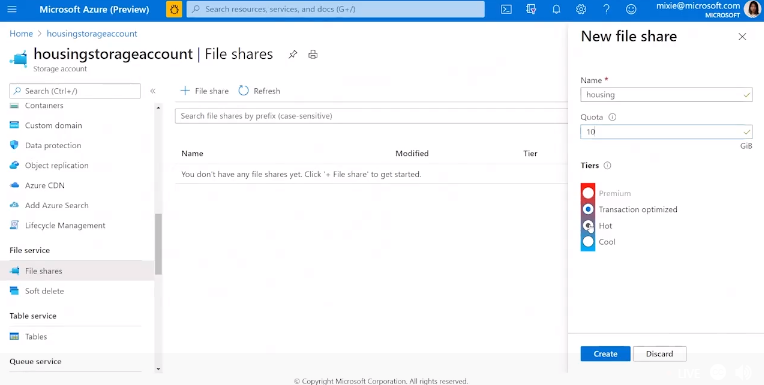 Microsoft Azure (Preview)
Search resources, services, and docs (G+/)
mixie@microsoft.com
MICROSOFT
Home > housingstorageaccount
housingstorageaccount | File shares
Storage account
Search (Ctrl+/)
«
Containers
Custom domain
Data protection
Object replication
Azure CDN
Add Azure Search
Lifecycle Management
File service
File shares
Soft delete
Table service
Tables
Queue service
+ File share
Refresh
Search file shares by prefix (case-sensitive)
Name
Modified
Tier
You don't have any file shares yet. Click '+ File share' to get started.
© Copyright Microsoft Corporation. All rights reserved.
New file share
Name *
housing
Quota
10
GiB
Tiers
Premium
Transaction optimized
Hot
Cool
Create
Discard
LIVE